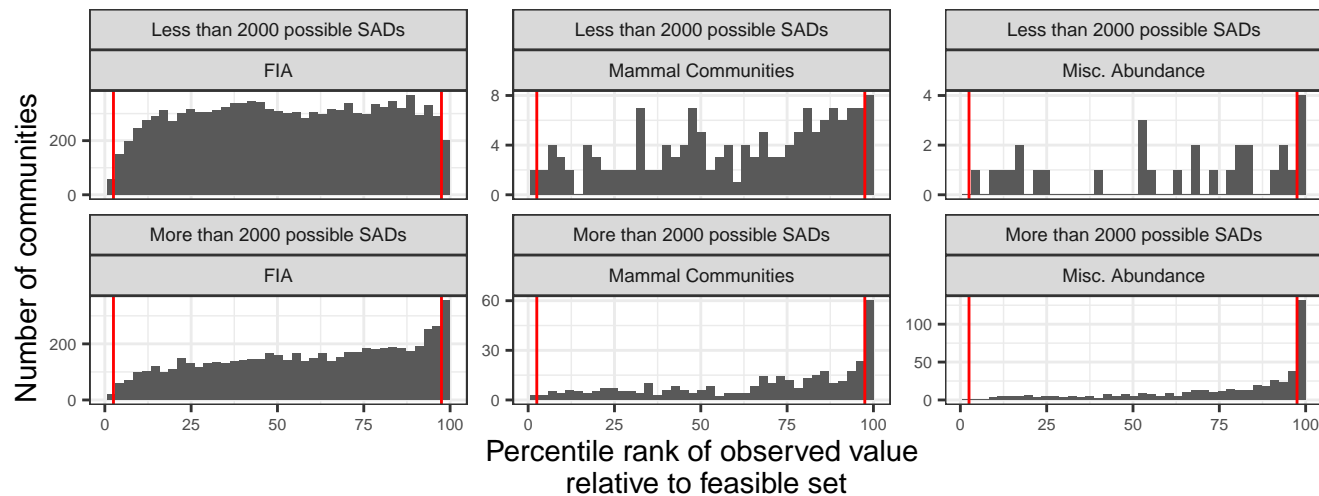 Less than 2000 possible SADs
Less than 2000 possible SADs
Less than 2000 possible SADs
FIA
Mammal Communities
Misc. Abundance
200
0
8
4
0
4
2
0
More than 2000 possible SADs
More than 2000 possible SADs
More than 2000 possible SADs
FIA
Mammal Communities
Misc. Abundance
200
0
60
30
0
100
50
0
0 25 50 75 100
0 25 50 75 100
0 25 50 75 100
Number of communities
Percentile rank of observed value
relative to feasible set